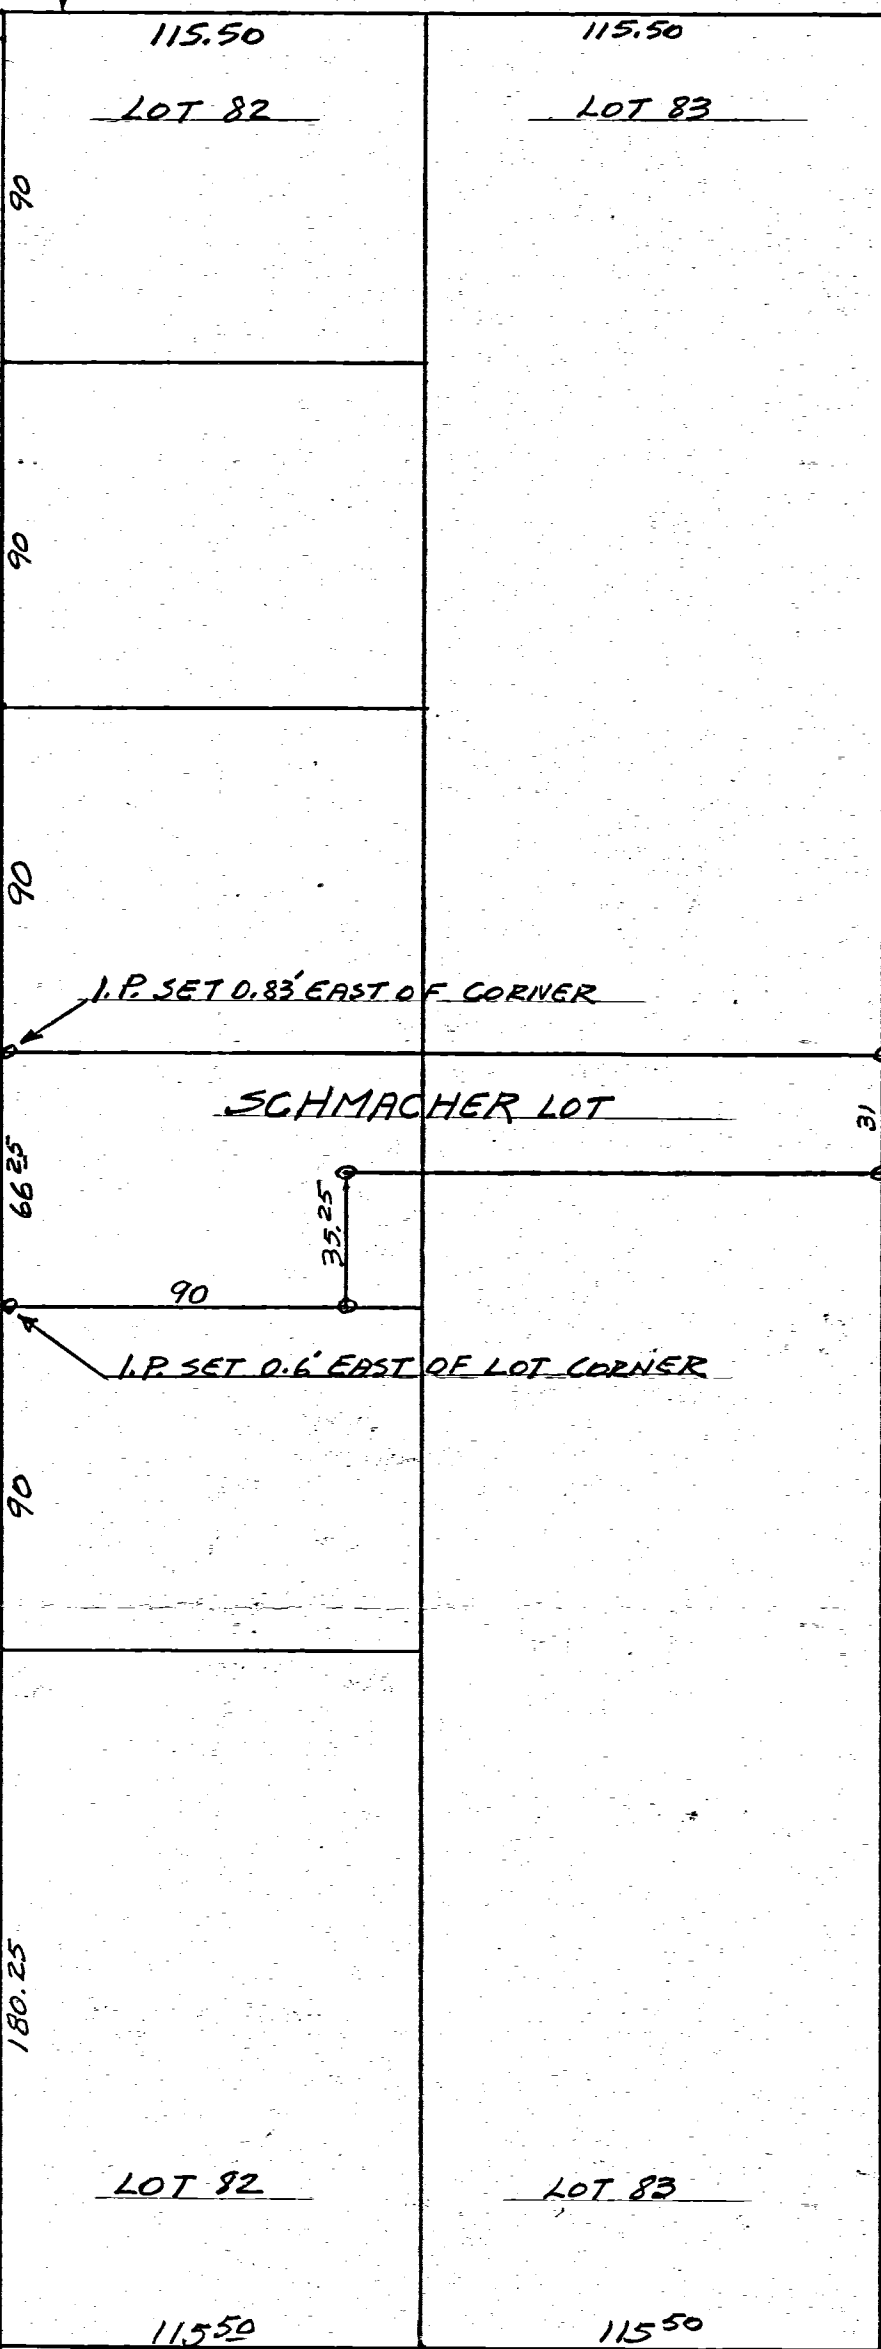 115.50 115.50
LOT 82 LOT 83
90
90
90
I.P. SET 0.83' EAST OF CORNER
SCHMACHER LOT
31
66 25
35.25
90
I.P. SET 0.6' EAST OF LOT CORNER
90
180.25
LOT 82 LOT 83
115 50 115 50